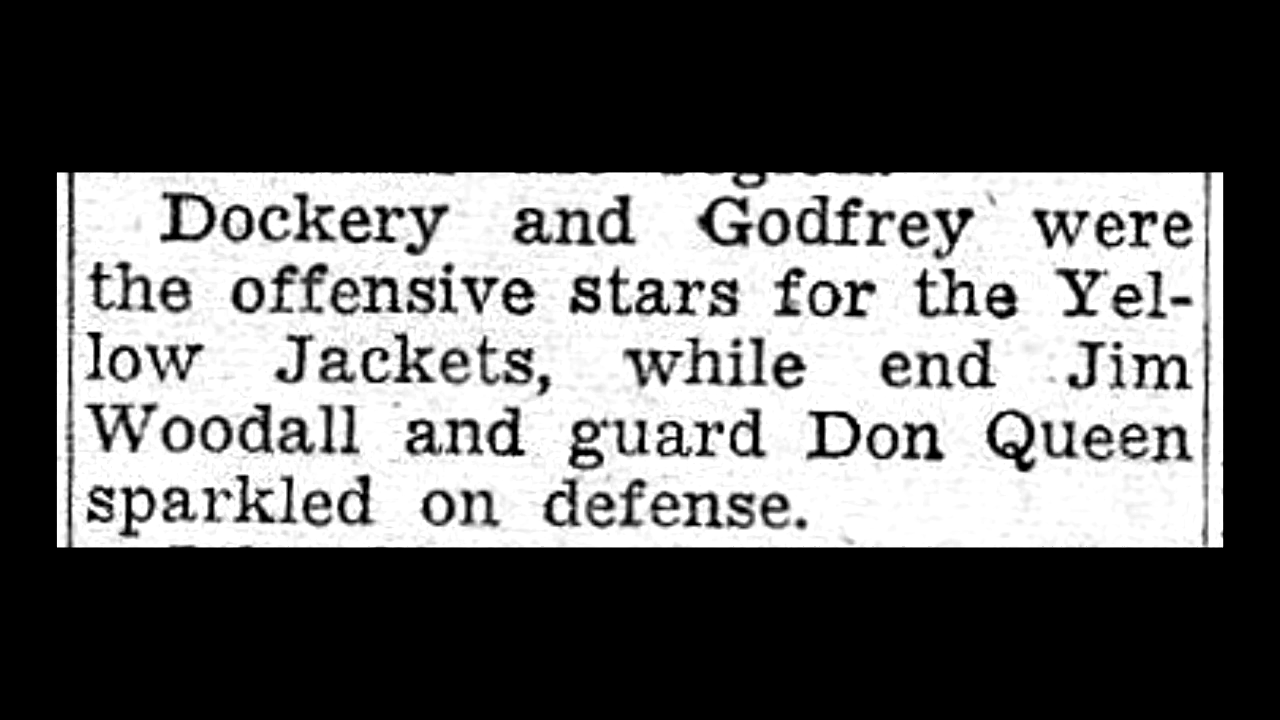 Dockery and Godfrey were
the offensive stars for the Yel-
low Jackets, while end Jim
Woodall and guard Don Queen
sparkled on defense.